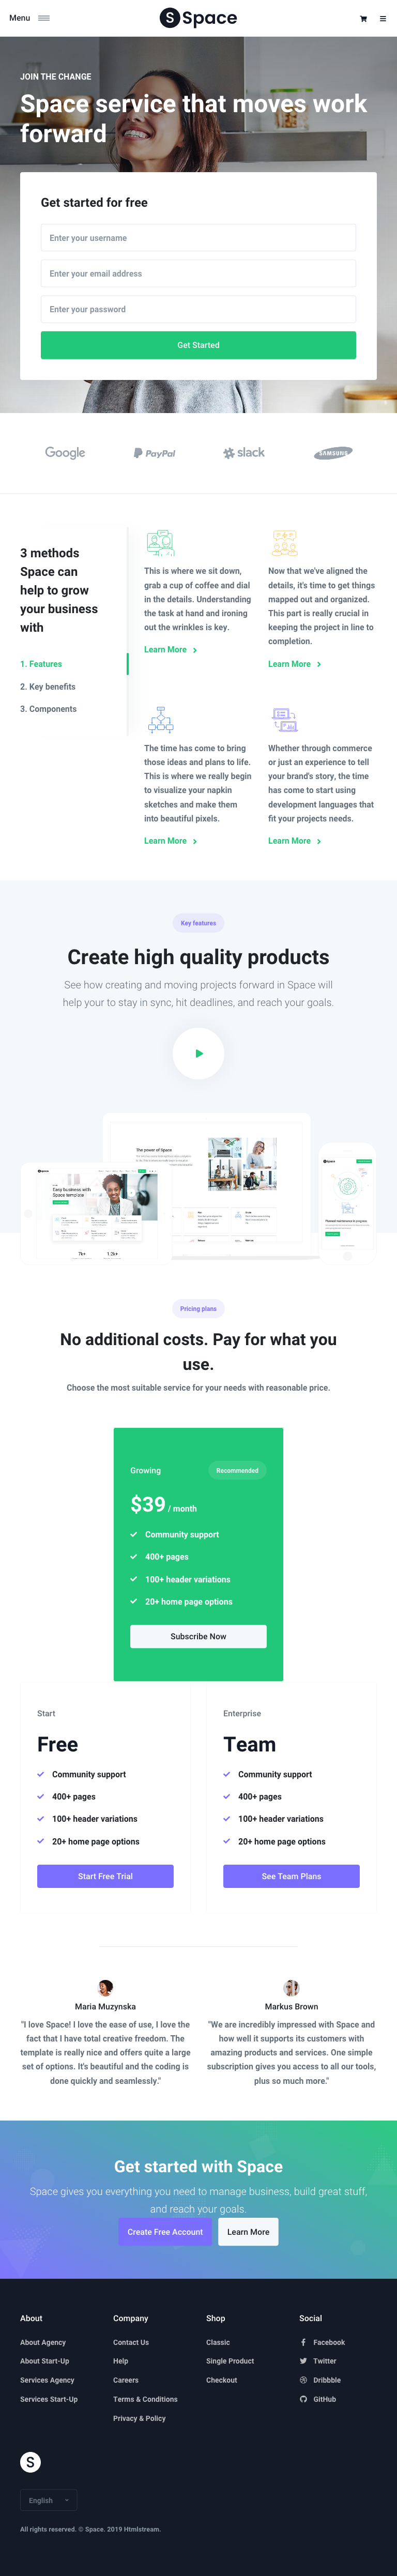 Menu
Space
JOIN THE CHANGE
Space service that moves work
forward
Get started for free
Enter your username
Enter your email address
Enter your password
Get Started
Google
PayPal
slack
SAMSUNG
3 methods
Space can
help to grow
your business
with
1. Features
2. Key benefits
3. Components
This is where we sit down,
grab a cup of coffee and dial
in the details. Understanding
the task at hand and ironing
out the wrinkles is key.
Learn More
Now that we've aligned the
details, it's time to get things
mapped out and organized.
This part is really crucial in
keeping the project in line to
completion.
Learn More
The time has come to bring
those ideas and plans to life.
This is where we really begin
to visualize your napkin
sketches and make them
into beautiful pixels.
Learn More
Whether through commerce
or just an experience to tell
your brand's story, the time
has come to start using
development languages that
fit your projects needs.
Learn More
Key features
Create high quality products
See how creating and moving projects forward in Space will
help your to stay in sync, hit deadlines, and reach your goals.
The power of Space
Easy business with
Space template
7k+
1.2k+
Pricing plans
No additional costs. Pay for what you
use.
Choose the most suitable service for your needs with reasonable price.
Growing
Recommended
$39 / month
Community support
400+ pages
100+ header variations
20+ home page options
Subscribe Now
Start
Free
Community support
400+ pages
100+ header variations
20+ home page options
Start Free Trial
Enterprise
Team
Community support
400+ pages
100+ header variations
20+ home page options
See Team Plans
Maria Muzynska
"I love Space! I love the ease of use, I love the
fact that I have total creative freedom. The
template is really nice and offers quite a large
set of options. It's beautiful and the coding is
done quickly and seamlessly."
Markus Brown
"We are incredibly impressed with Space and
how well it supports its customers with
amazing products and services. One simple
subscription gives you access to all our tools,
plus so much more."
Get started with Space
Space gives you everything you need to manage business, build great stuff,
and reach your goals.
Create Free Account
Learn More
About
About Agency
About Start-Up
Services Agency
Services Start-Up
Company
Contact Us
Help
Careers
Terms & Conditions
Privacy & Policy
Shop
Classic
Single Product
Checkout
Social
Facebook
Twitter
Dribbble
GitHub
S
English
All rights reserved. © Space. 2019 Htmlstream.